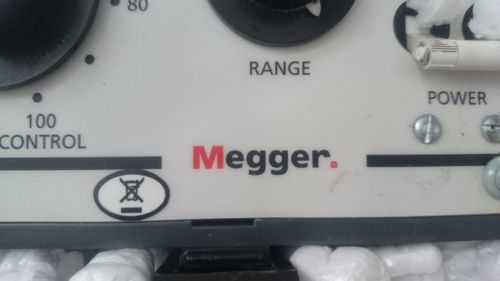 80
RANGE
POWER
100
CONTROL
Megger.